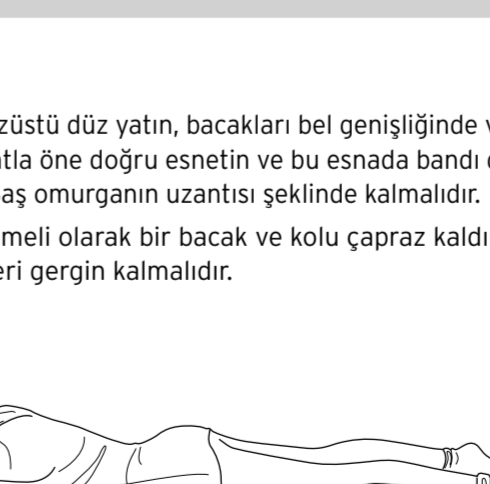 züstü düz yatın, bacakları bel genişliğinde
atla öne doğru esnetin ve bu esnada bandı
aş omurganın uzantısı şeklinde kalmalıdır.
meli olarak bir bacak ve kolu çapraz kaldı
eri gergin kalmalıdır.